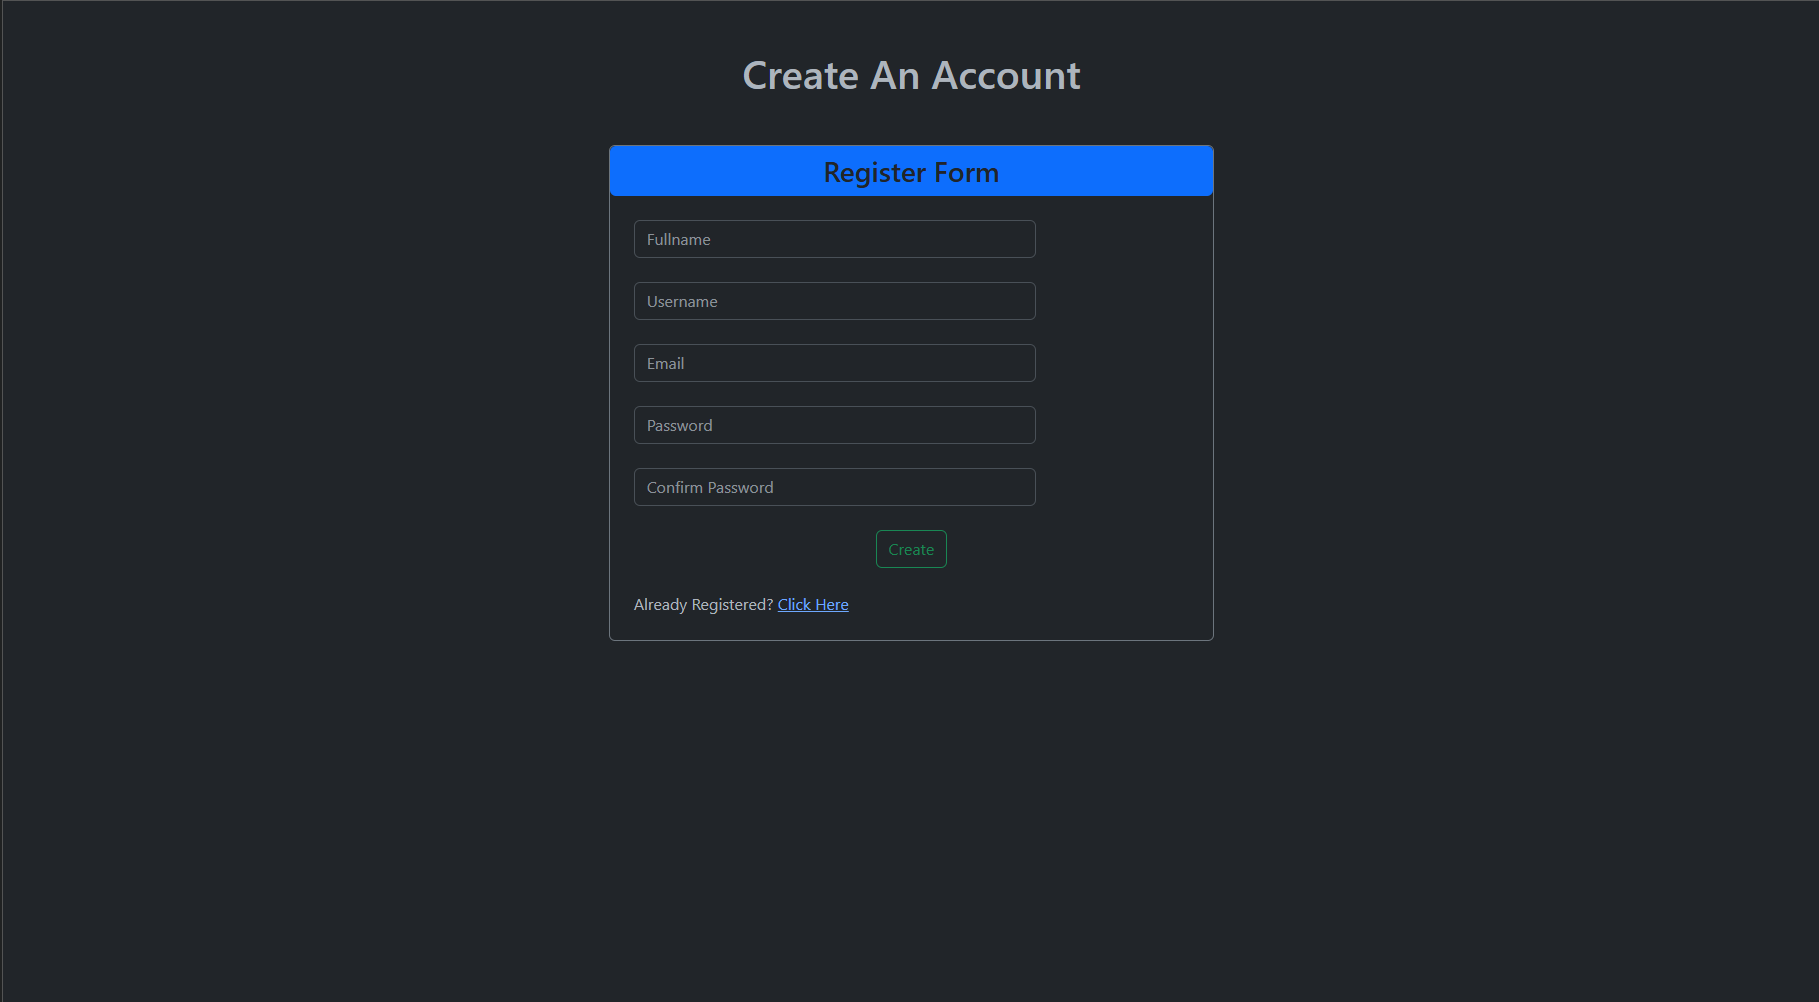 Create An Account
Register Form
Fullname
Username
Email
Password
Confirm Password
Create
Already Registered? Click Here